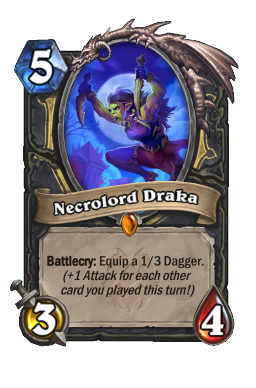 5
Necrolord Draka
Battlecry: Equip a 1/3 Dagger.
(+1 Attack for each other
card you played this turn!)
3
4